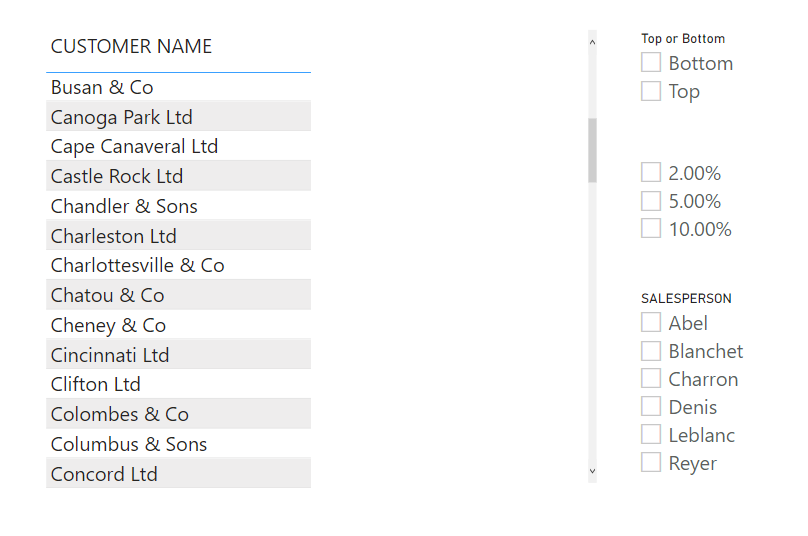 CUSTOMER NAME
Busan & Co
Canoga Park Ltd
Cape Canaveral Ltd
Castle Rock Ltd
Chandler & Sons
Charleston Ltd
Charlottesville & Co
Chatou & Co
Cheney & Co
Cincinnati Ltd
Clifton Ltd
Colombes & Co
Columbus & Sons
Concord Ltd
Top or Bottom
Bottom
Top
2.00%
5.00%
10.00%
SALESPERSON
Abel
Blanchet
Charron
Denis
Leblanc
Reyer